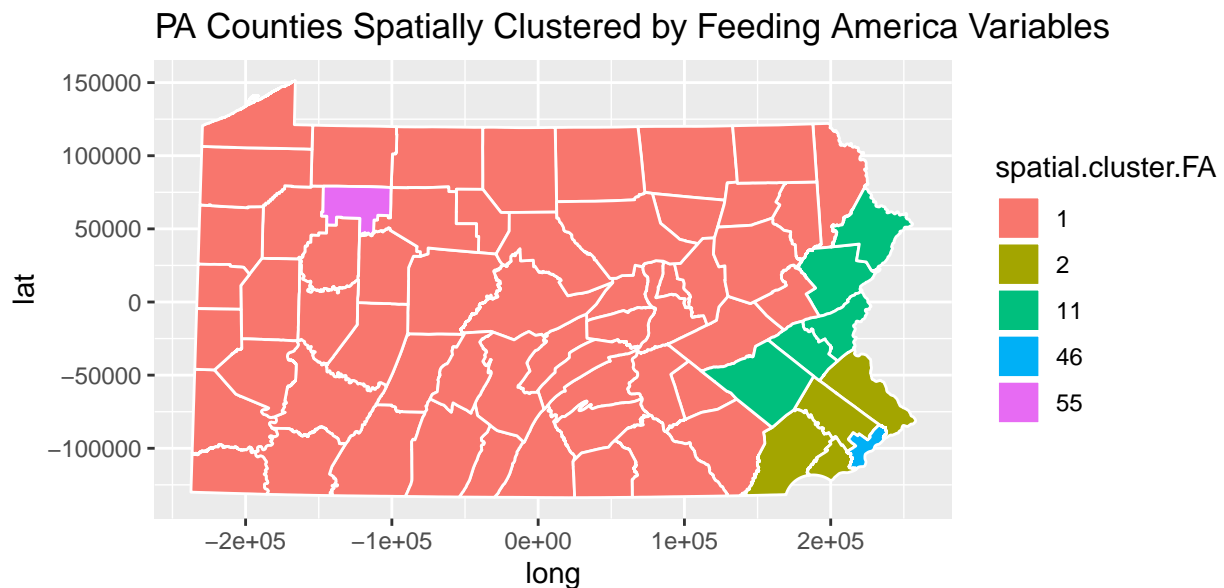 PA Counties Spatially Clustered by Feeding America Variables
150000
100000
50000
0
−50000
−100000
lat
−2e+05
−1e+05
0e+00
1e+05
2e+05
long
spatial.cluster.FA
1
2
11
46
55